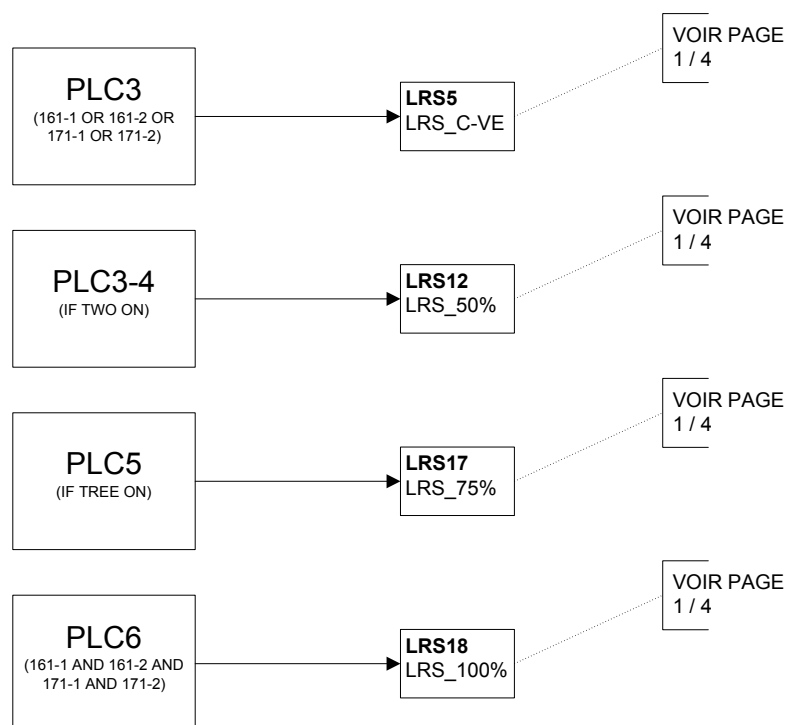 VOIR PAGE
1 / 4
PLC3
(161-1 OR 161-2 OR
171-1 OR 171-2)
LRS5
LRS_C-VE
VOIR PAGE
1 / 4
PLC3-4
(IF TWO ON)
LRS12
LRS_50%
VOIR PAGE
1 / 4
PLC5
(IF TREE ON)
LRS17
LRS_75%
VOIR PAGE
1 / 4
PLC6
(161-1 AND 161-2 AND
171-1 AND 171-2)
LRS18
LRS_100%